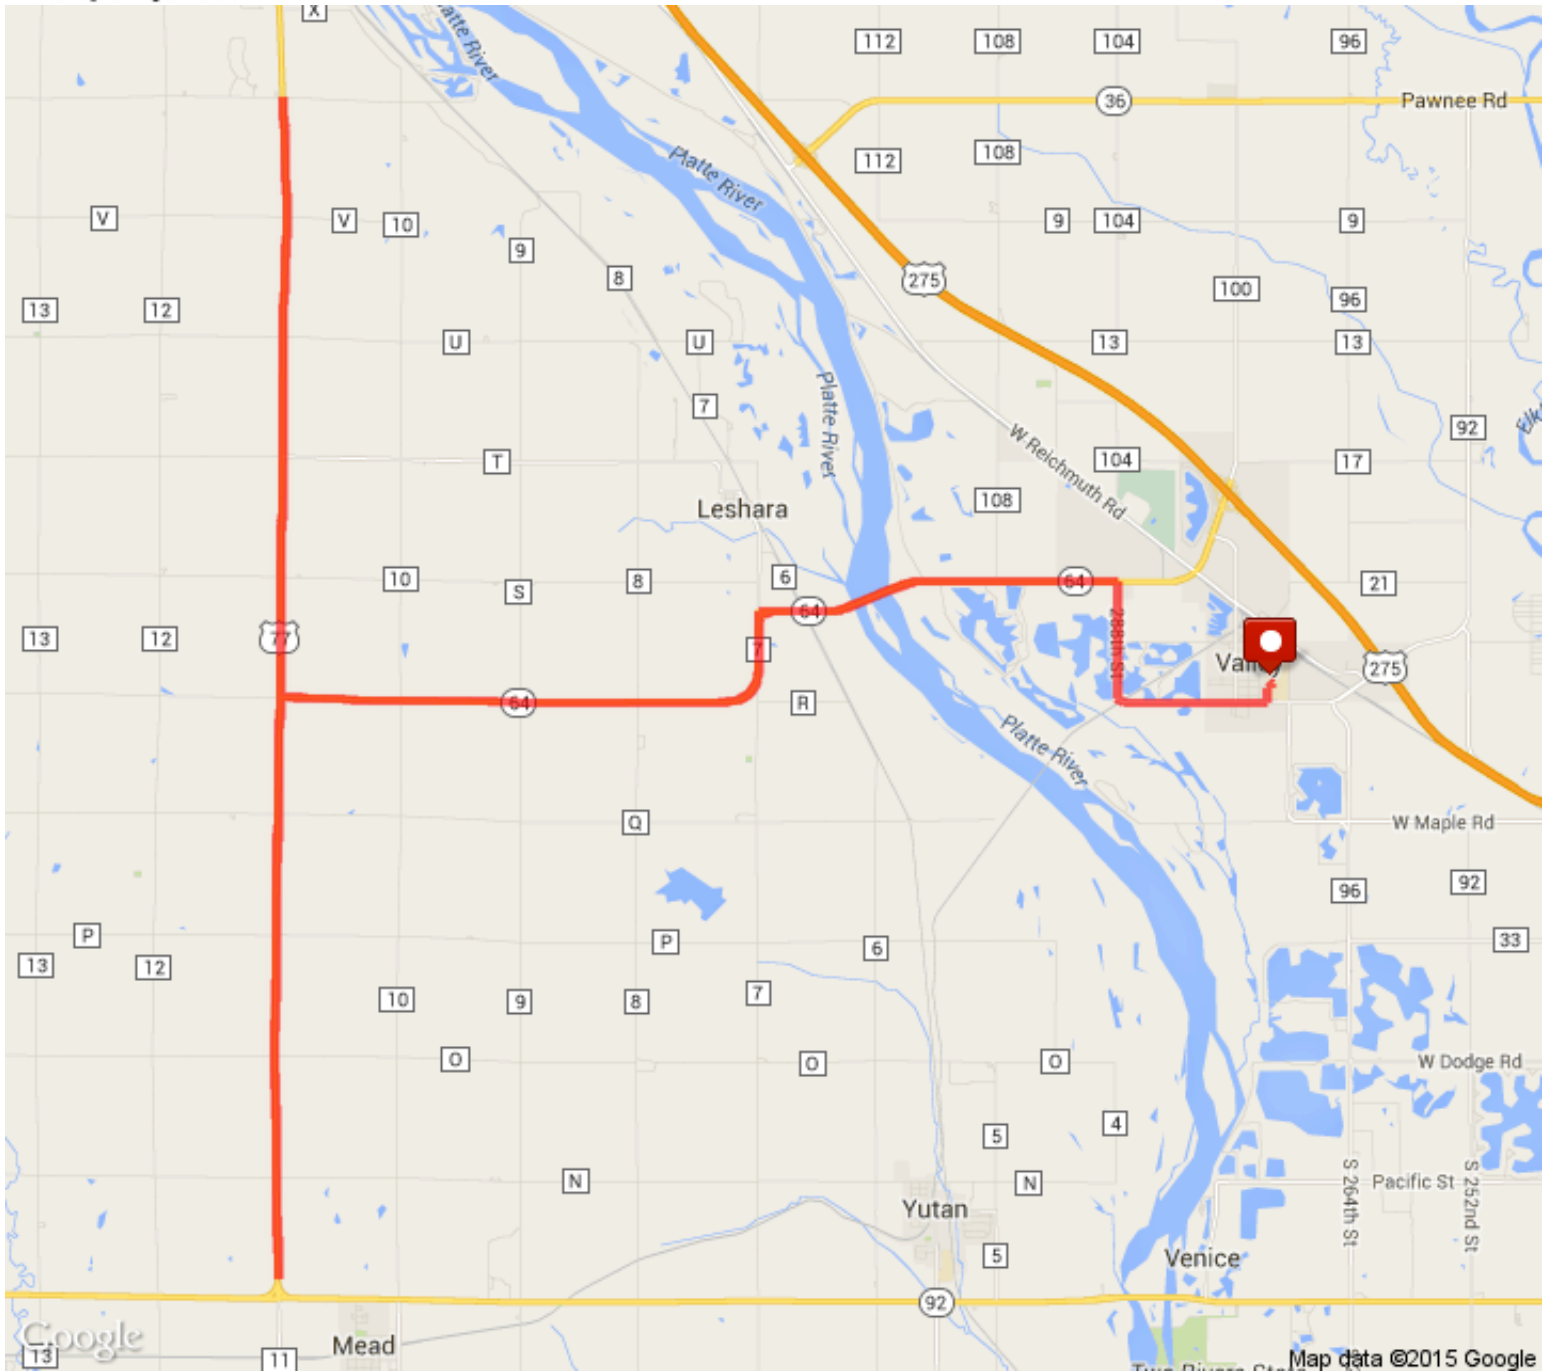 X
Platte River
112
108
104
96
36
Pawnee Rd
112
108
Platte River
V
V
10
9
104
9
9
8
275
100
13
12
96
U
U
13
13
7
Platte River
92
W Reichmuth Rd
T
104
17
Leshara
108
10
S
8
6
64
21
64
288th St
13
12
77
7
Valley
275
64
R
Platte River
Q
W Maple Rd
96
92
P
P
6
33
13
12
10
9
8
7
O
O
O
W Dodge Rd
4
5
N
N
Pacific St
S 264th St
S 252nd St
Yutan
5
Venice
92
Google
Mead
13
11
Map data ©2015 Google